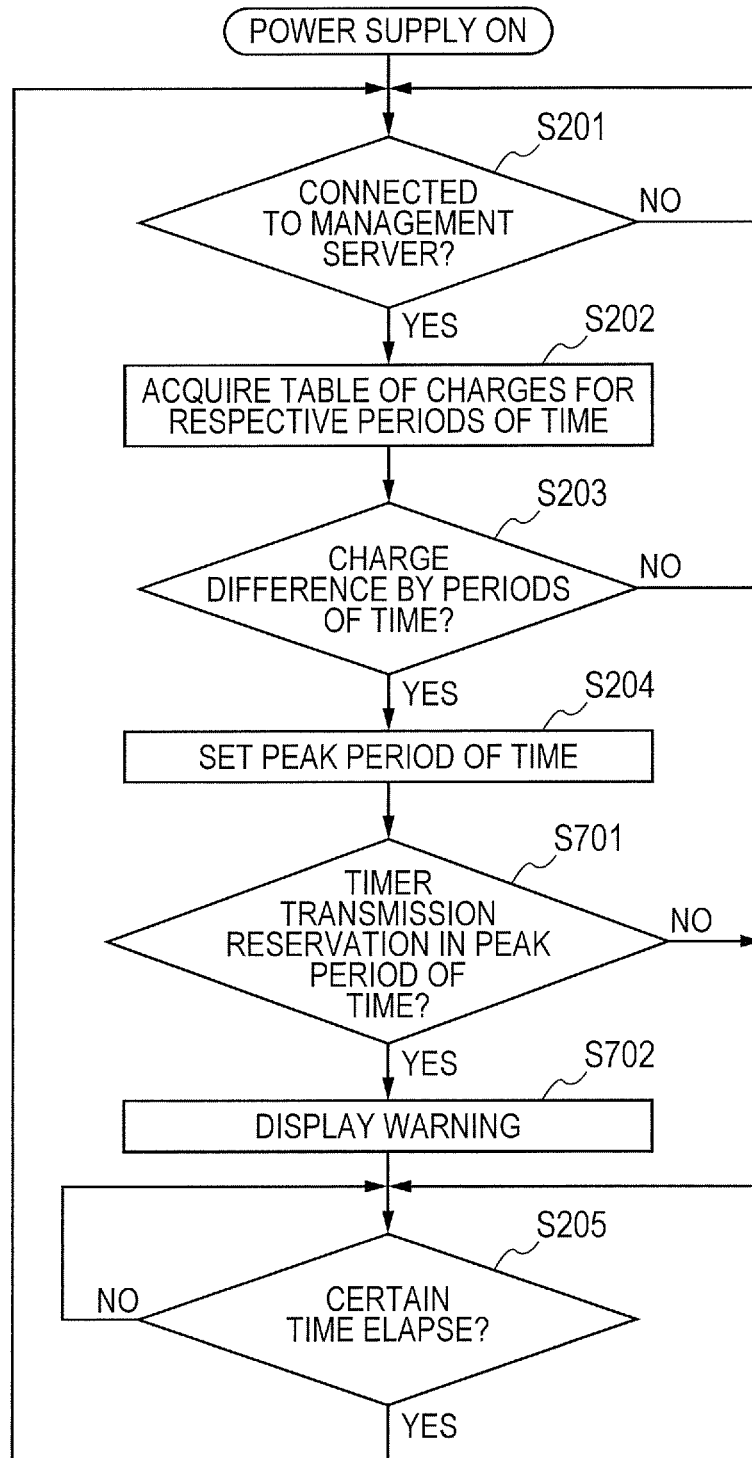 POWER SUPPLY ON
S201
CONNECTED
TO MANAGEMENT
SERVER?
NO
YES
S202
ACQUIRE TABLE OF CHARGES FOR
RESPECTIVE PERIODS OF TIME
S203
CHARGE
DIFFERENCE BY PERIODS
OF TIME?
NO
YES
S204
SET PEAK PERIOD OF TIME
S701
TIMER
TRANSMISSION
RESERVATION IN PEAK
PERIOD OF
TIME?
NO
YES
S702
DISPLAY WARNING
S205
CERTAIN
TIME ELAPSE?
NO
YES